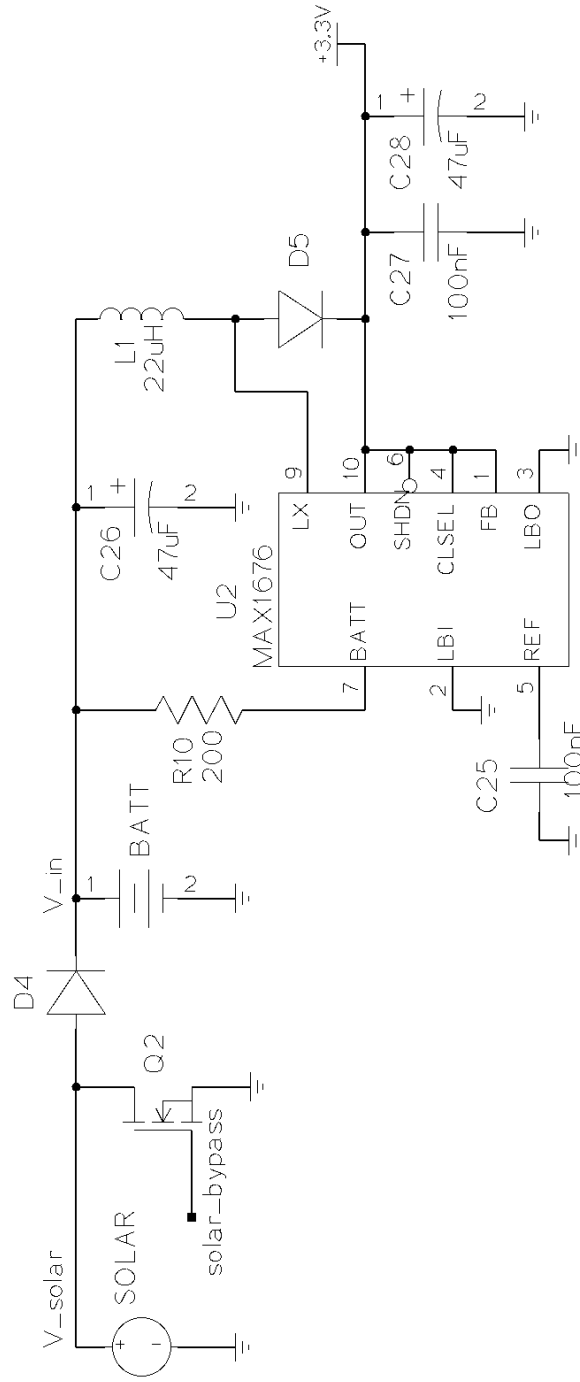 V_solar
SOLAR
+
-
solar_bypass
Q2
D4
V_in
1
BATT
2
R10
200
C26
1
+
47uF
2
L1
22uH
D5
U2
MAX1676
7
BATT
2
LBI
5
REF
LX
9
OUT
10
SHDN
6
CLSEL
4
FB
1
LBO
3
C25
100nF
C27
100nF
C28
1
+
47uF
2
+3.3V